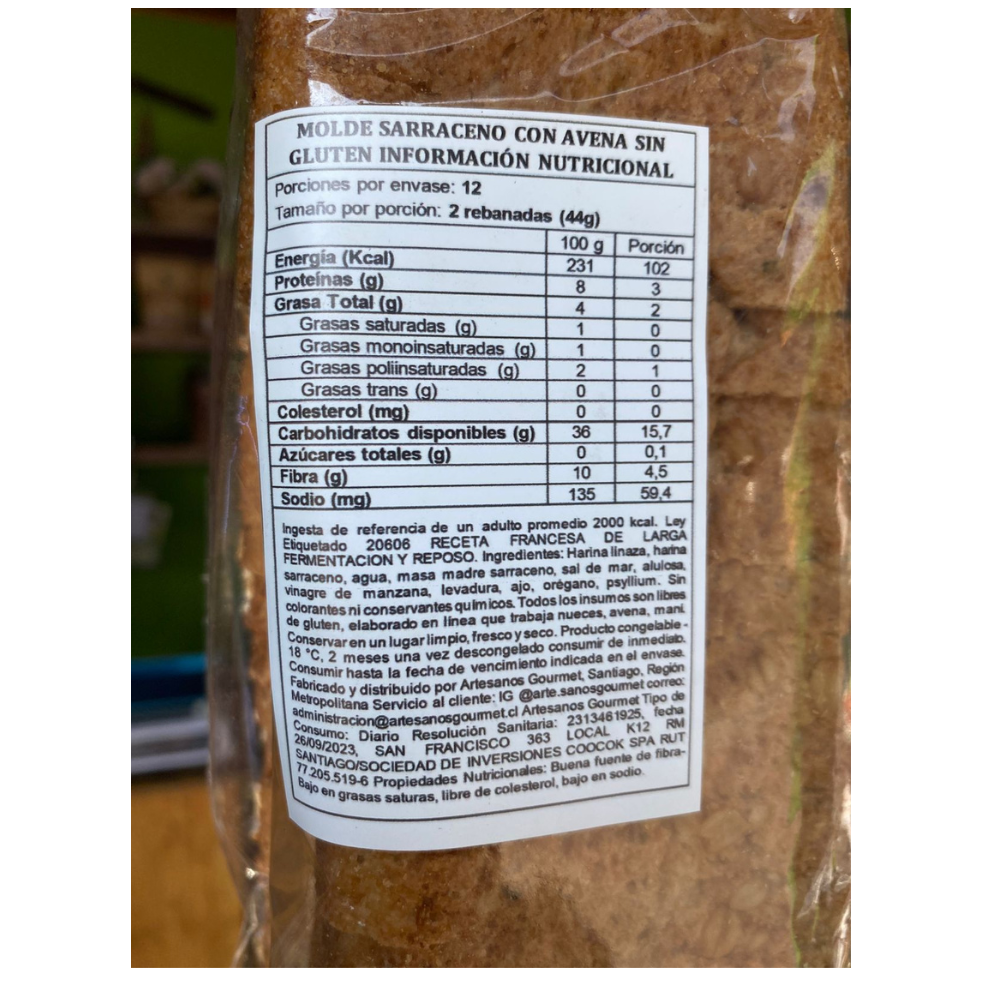 MOLDE SARRACENO CON AVENA SIN
GLUTEN INFORMACIÓN NUTRICIONAL
Porciones por envase: 12
Tamaño por porción: 2 rebanadas (44g)
100 g Porción
Energía (Kcal) 231 102
Proteínas (g) 8 3
Grasa Total (g) 4 2
Grasas saturadas (g) 1 0
Grasas monoinsaturadas (g) 1 0
Grasas poliinsaturadas (g) 2 1
Grasas trans (g) 0 0
Colesterol (mg) 0 0
Carbohidratos disponibles (g) 36 15,7
Azúcares totales (g) 0 0,1
Fibra (g) 10 4,5
Sodio (mg) 135 59,4
Ingesta de referencia de un adulto promedio 2000 kcal. Ley
Etiquetado 20606 RECETA FRANCESA DE LARGA
FERMENTACION Y REPOSO. Ingredientes: Harina linaza, harina
sarraceno, agua, masa madre sarraceno, sal de mar, alulosa,
vinagre de manzana, levadura, ajo, orégano, psyllium. Sin
colorantes ni conservantes químicos. Todos los insumos son libres
de gluten, elaborado en línea que trabaja nueces, avena, maní.
Conservar en un lugar limpio, fresco y seco. Producto congelable -
18 °C, 2 meses una vez descongelado consumir de inmediato.
Consumir hasta la fecha de vencimiento indicada en el envase.
Fabricado y distribuido por Artesanos Gourmet, Santiago, Región
Metropolitana Servicio al cliente: IG @arte.sanosgourmet correo:
administracion@artesanosgourmet.cl Artesanos Gourmet Tipo de
Consumo: Diario Resolución Sanitaria: 2313461925, fecha
26/09/2023, SAN FRANCISCO 363 LOCAL K12 RM
SANTIAGO/SOCIEDAD DE INVERSIONES COOCOK SPA RUT
77.205.519-6 Propiedades Nutricionales: Buena fuente de fibra-
Bajo en grasas saturas, libre de colesterol, bajo en sodio.